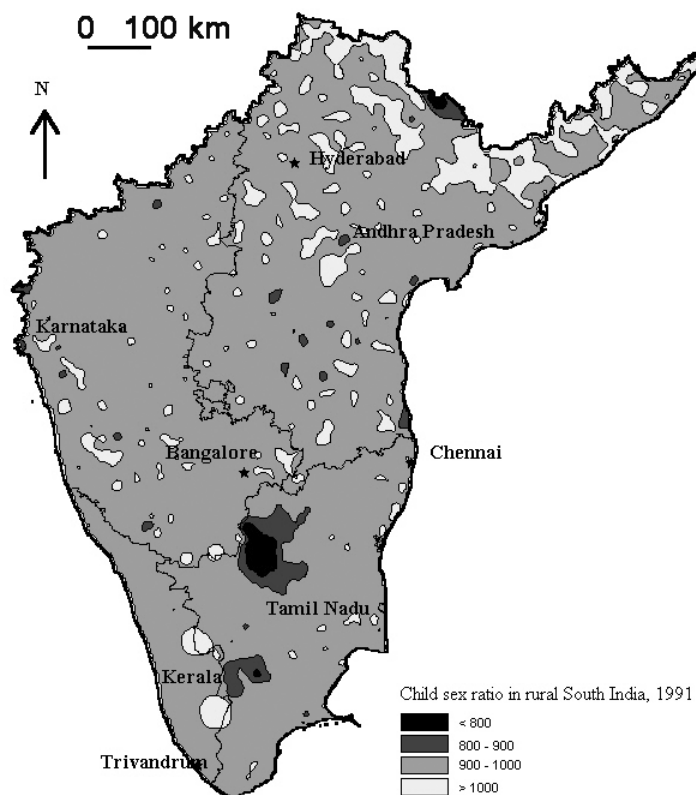 0 100 km
N
Hyderabad
Andhra Pradesh
Karnataka
Bangalore
Chennai
Tamil Nadu
Kerala
Trivandrum
Child sex ratio in rural South India, 1991
< 800
800 - 900
900 - 1000
> 1000